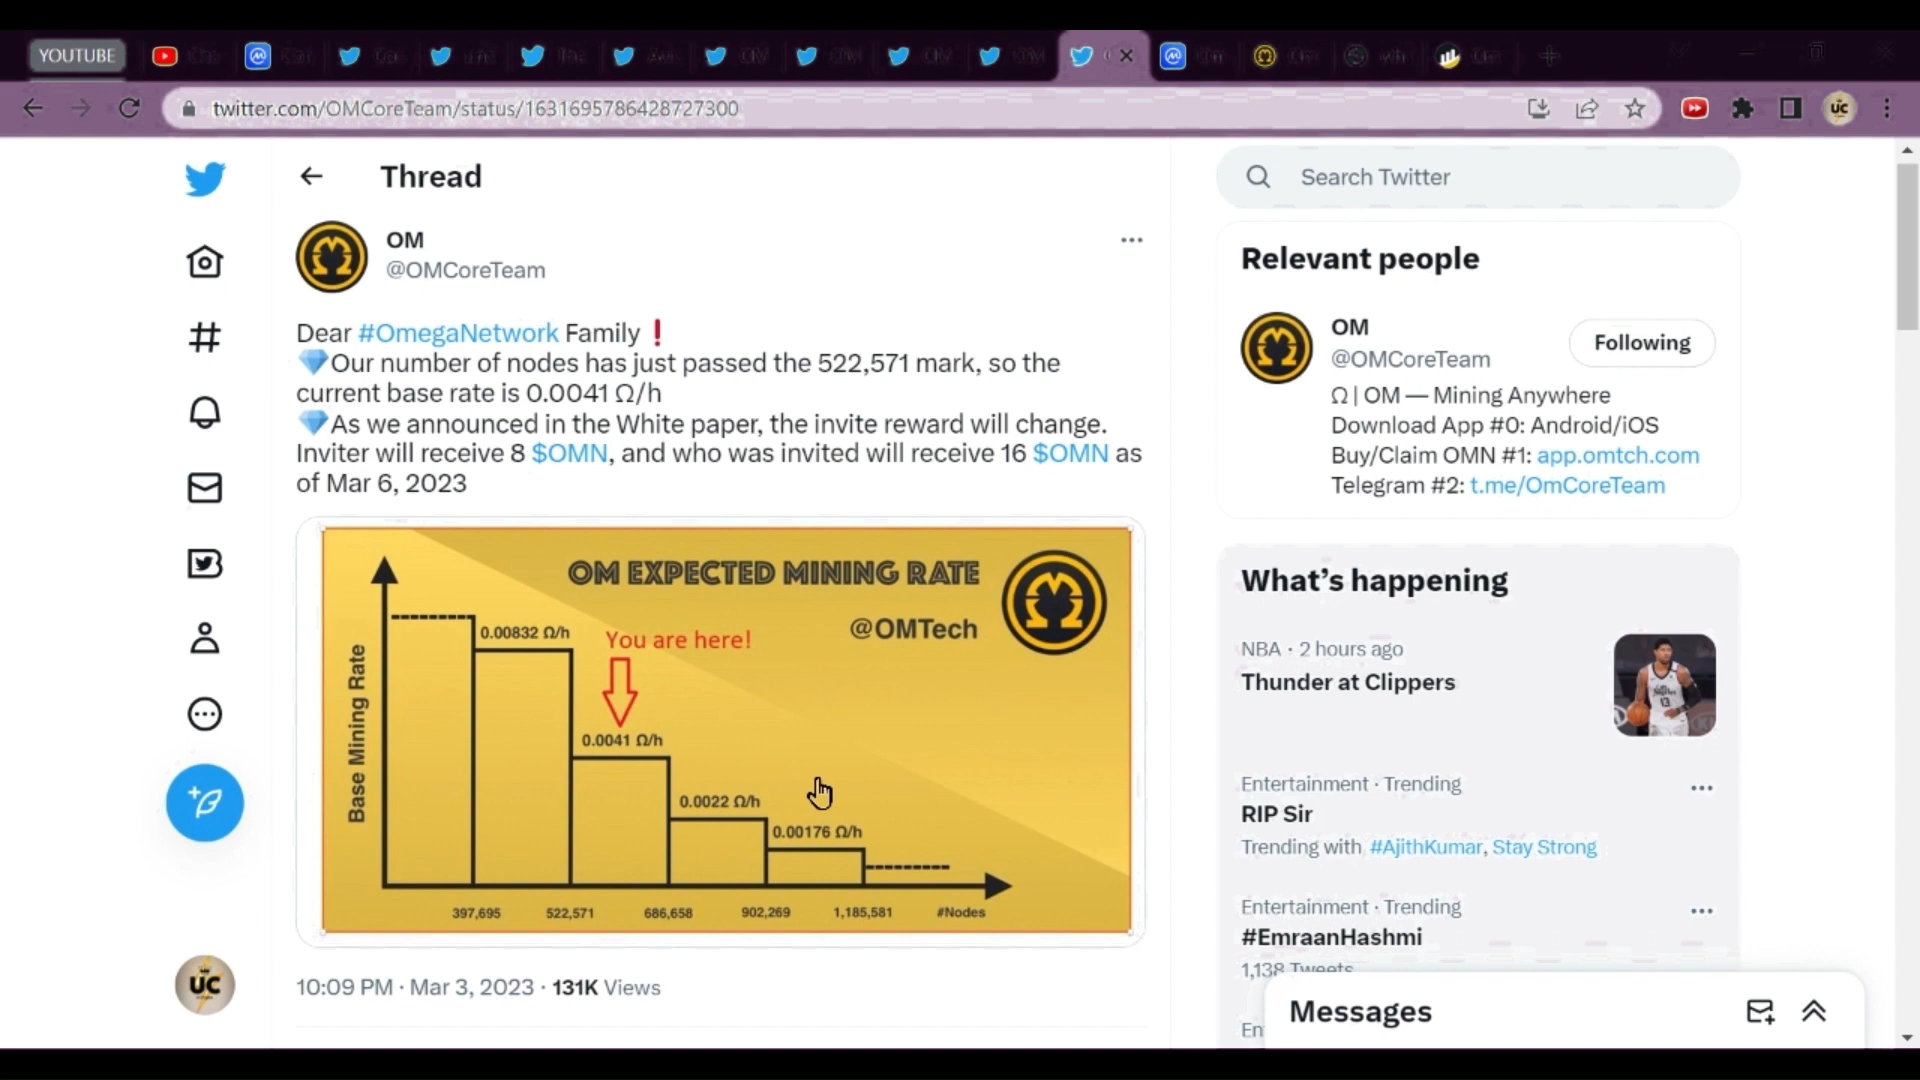 YOUTUBE
twitter.com/OMCoreTeam/status/1631695786428727300
UC
Thread
Search Twitter
OM
@OMCoreTeam
Dear #OmegaNetwork Family ❗
💎Our number of nodes has just passed the 522,571 mark, so the
current base rate is 0.0041 Ω/h
💎As we announced in the White paper, the invite reward will change.
Inviter will receive 8 $OMN, and who was invited will receive 16 $OMN as
of Mar 6, 2023
OM EXPECTED MINING RATE
@OMTech
You are here!
Base Mining Rate
0.00832 Ω/h
0.0041 Ω/h
0.0022 Ω/h
0.00176 Ω/h
397,695 522,571 686,658 902,269 1,185,581 #Nodes
10:09 PM · Mar 3, 2023 · 131K Views
UC
Relevant people
OM
@OMCoreTeam
Following
Ω | OM — Mining Anywhere
Download App #0: Android/iOS
Buy/Claim OMN #1: app.omtch.com
Telegram #2: t.me/OmCoreTeam
What's happening
NBA · 2 hours ago
Thunder at Clippers
Entertainment · Trending
RIP Sir
Trending with #AjithKumar, Stay Strong
Entertainment · Trending
#EmraanHashmi
1,138 Tweets
En
Messages